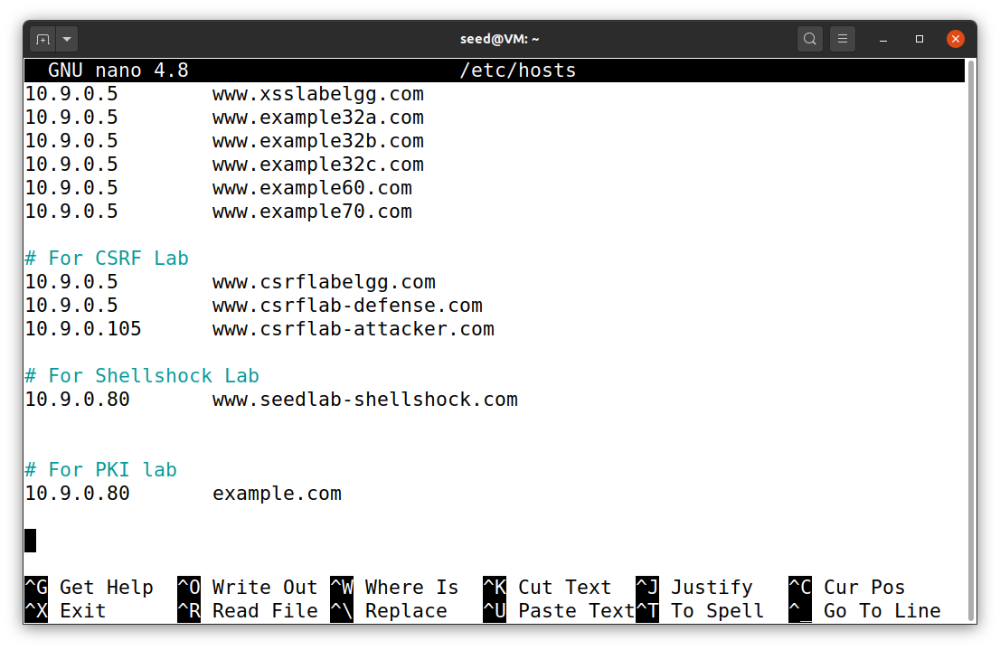 seed@VM: ~
GNU nano 4.8 /etc/hosts
10.9.0.5 www.xsslabelgg.com
10.9.0.5 www.example32a.com
10.9.0.5 www.example32b.com
10.9.0.5 www.example32c.com
10.9.0.5 www.example60.com
10.9.0.5 www.example70.com
# For CSRF Lab
10.9.0.5 www.csrflabelgg.com
10.9.0.5 www.csrflab-defense.com
10.9.0.105 www.csrflab-attacker.com
# For Shellshock Lab
10.9.0.80 www.seedlab-shellshock.com
# For PKI lab
10.9.0.80 example.com
^G Get Help ^O Write Out ^W Where Is ^K Cut Text ^J Justify ^C Cur Pos
^X Exit ^R Read File ^\ Replace ^U Paste Text ^T To Spell ^_ Go To Line